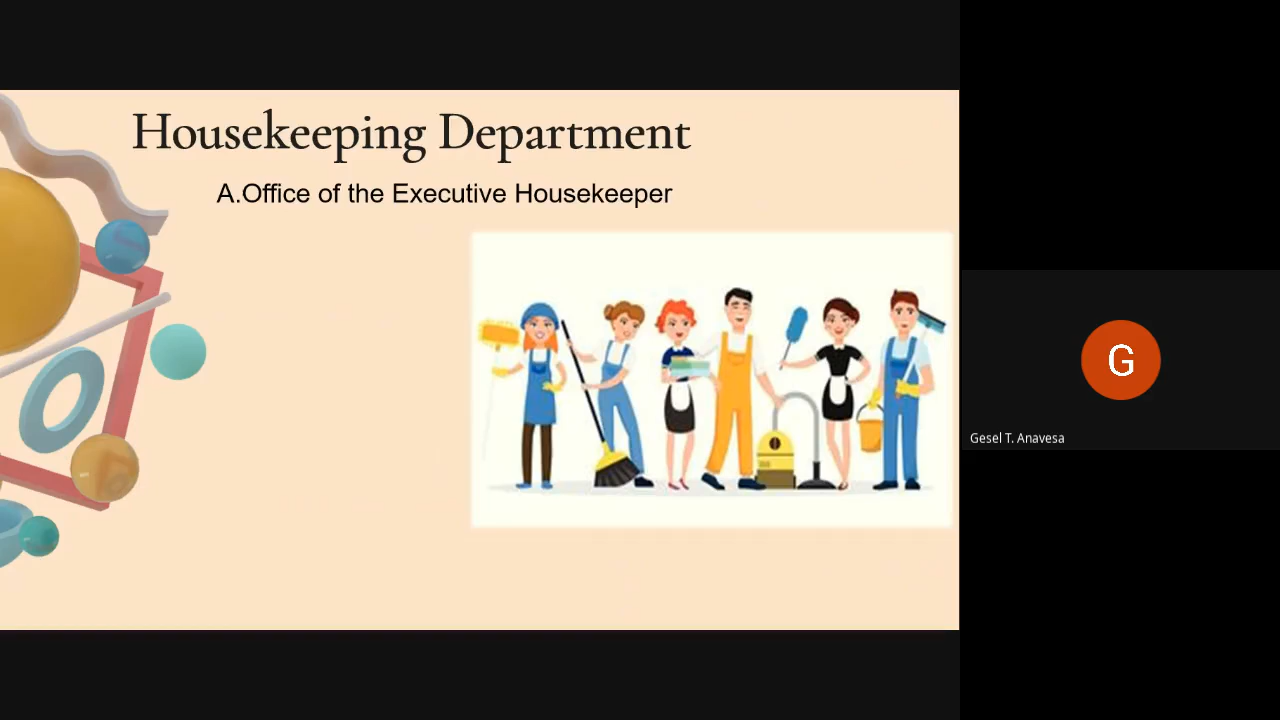 Housekeeping Department
A.Office of the Executive Housekeeper
G
Gesel T. Anavesa